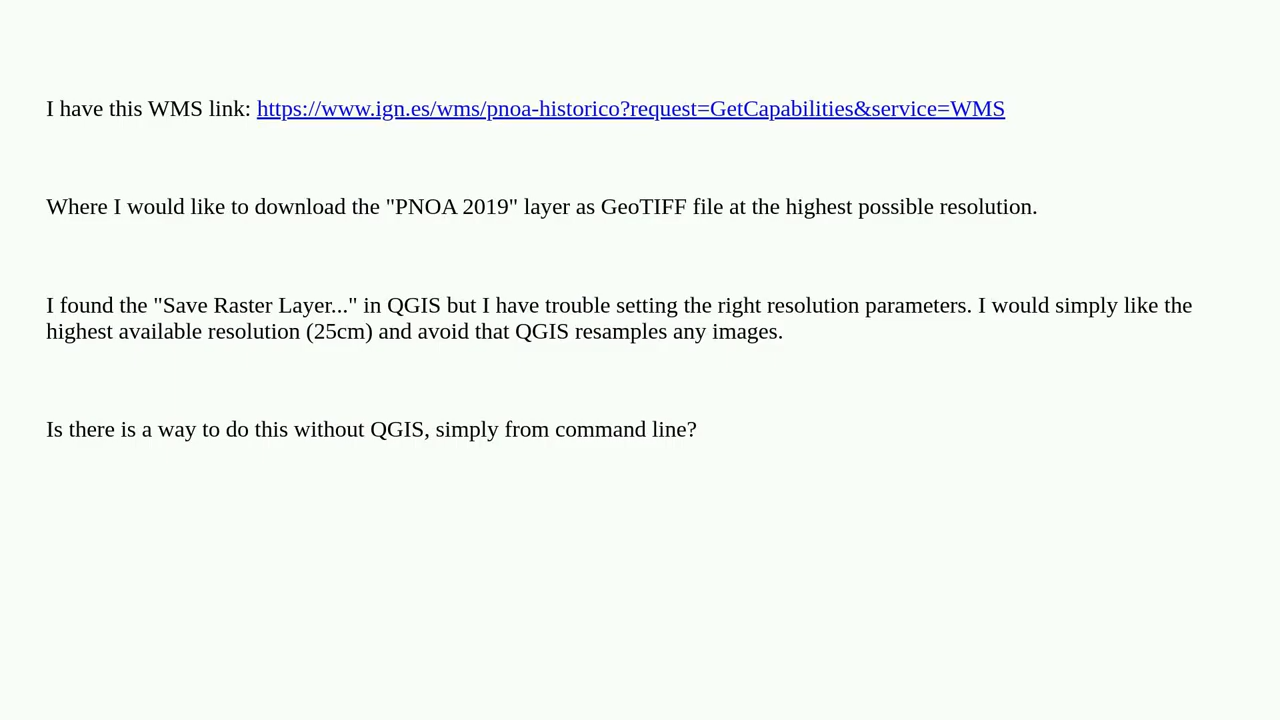 I have this WMS link: https://www.ign.es/wms/pnoa-historico?request=GetCapabilities&service=WMS
Where I would like to download the "PNOA 2019" layer as GeoTIFF file at the highest possible resolution.
I found the "Save Raster Layer..." in QGIS but I have trouble setting the right resolution parameters. I would simply like the
highest available resolution (25cm) and avoid that QGIS resamples any images.
Is there is a way to do this without QGIS, simply from command line?